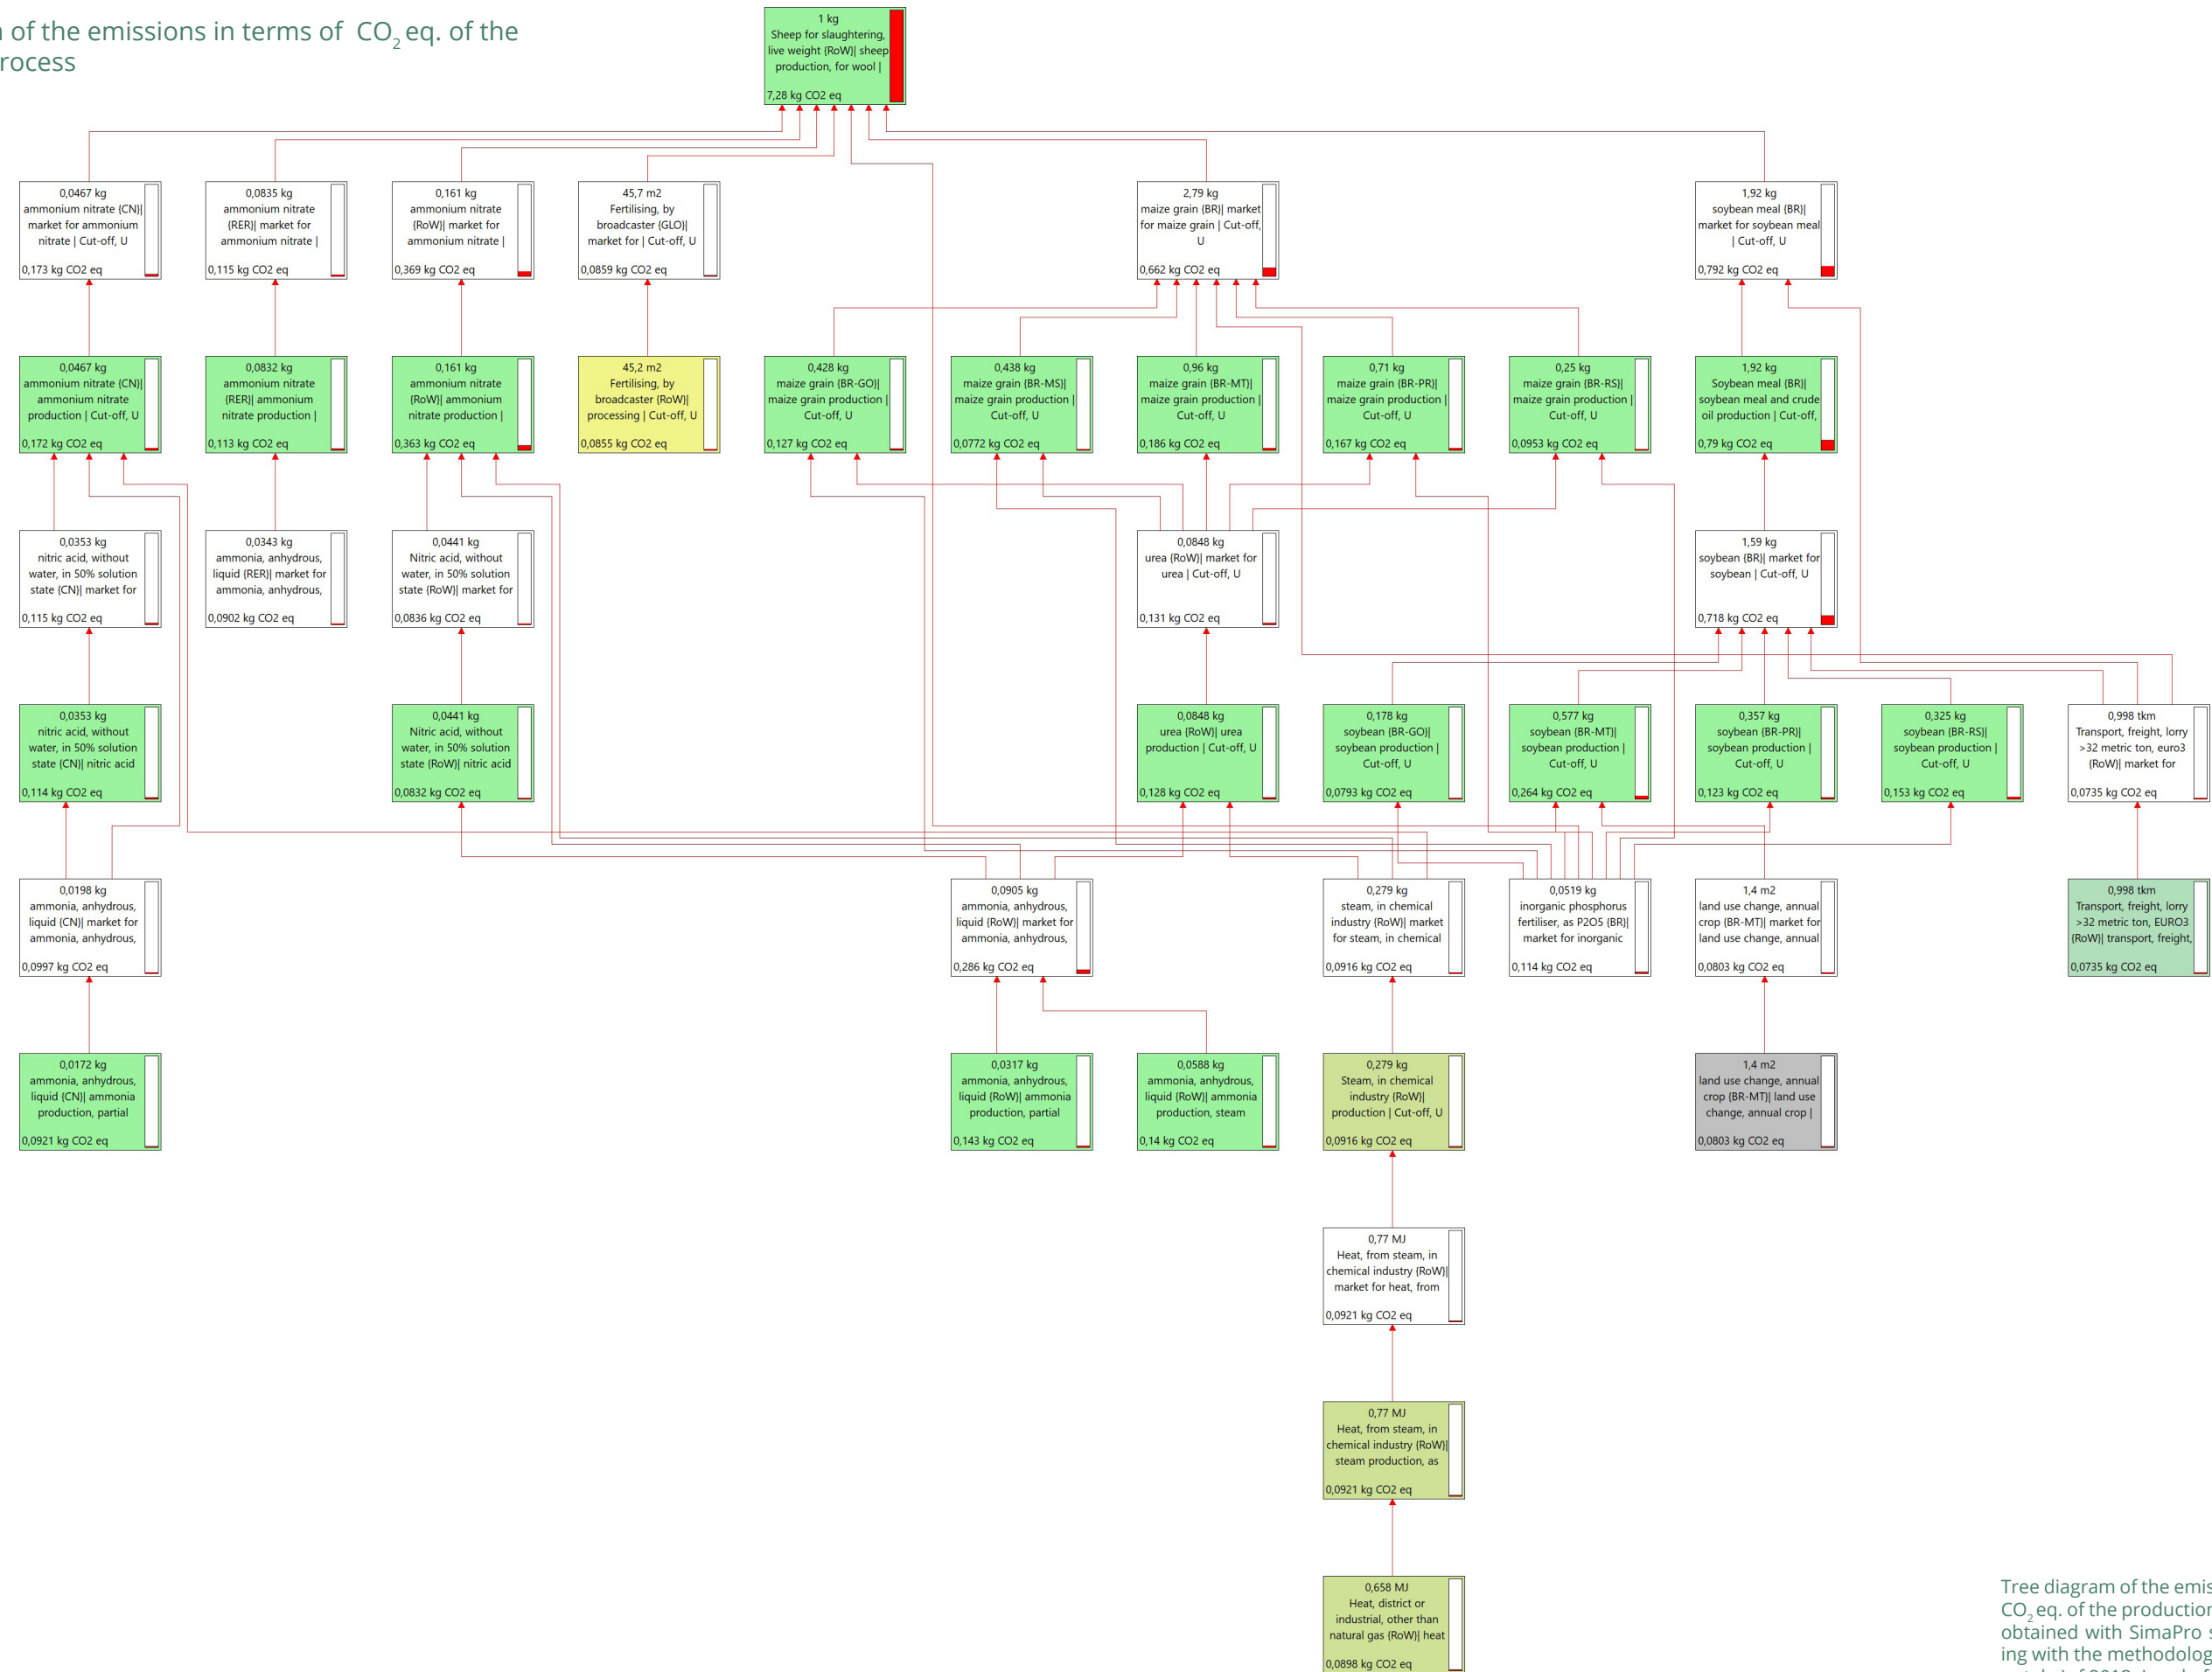 of the emissions in terms of CO2 eq. of the
rocess
1 kg
Sheep for slaughtering,
live weight {RoW}| sheep
production, for wool |
7,28 kg CO2 eq
0,0467 kg
ammonium nitrate {CN}|
market for ammonium
nitrate | Cut-off, U
0,173 kg CO2 eq
0,0835 kg
ammonium nitrate
{RER}| market for
ammonium nitrate |
0,115 kg CO2 eq
0,161 kg
ammonium nitrate
{RoW}| market for
ammonium nitrate |
0,369 kg CO2 eq
45,7 m2
Fertilising, by
broadcaster {GLO}|
market for | Cut-off, U
0,0859 kg CO2 eq
2,79 kg
maize grain {BR}| market
for maize grain | Cut-off,
U
0,662 kg CO2 eq
1,92 kg
soybean meal {BR}|
market for soybean meal
| Cut-off, U
0,792 kg CO2 eq
0,0467 kg
ammonium nitrate {CN}|
ammonium nitrate
production | Cut-off, U
0,172 kg CO2 eq
0,0832 kg
ammonium nitrate
{RER}| ammonium
nitrate production |
0,113 kg CO2 eq
0,161 kg
ammonium nitrate
{RoW}| ammonium
nitrate production |
0,363 kg CO2 eq
45,2 m2
Fertilising, by
broadcaster {RoW}|
processing | Cut-off, U
0,0855 kg CO2 eq
0,428 kg
maize grain {BR-GO}|
maize grain production |
Cut-off, U
0,127 kg CO2 eq
0,438 kg
maize grain {BR-MS}|
maize grain production |
Cut-off, U
0,0772 kg CO2 eq
0,96 kg
maize grain {BR-MT}|
maize grain production |
Cut-off, U
0,186 kg CO2 eq
0,71 kg
maize grain {BR-PR}|
maize grain production |
Cut-off, U
0,167 kg CO2 eq
0,25 kg
maize grain {BR-RS}|
maize grain production |
Cut-off, U
0,0953 kg CO2 eq
1,92 kg
Soybean meal {BR}|
soybean meal and crude
oil production | Cut-off,
0,79 kg CO2 eq
0,0353 kg
nitric acid, without
water, in 50% solution
state {CN}| market for
0,115 kg CO2 eq
0,0343 kg
ammonia, anhydrous,
liquid {RER}| market for
ammonia, anhydrous,
0,0902 kg CO2 eq
0,0441 kg
Nitric acid, without
water, in 50% solution
state {RoW}| market for
0,0836 kg CO2 eq
0,0848 kg
urea {RoW}| market for
urea | Cut-off, U
0,131 kg CO2 eq
1,59 kg
soybean {BR}| market for
soybean | Cut-off, U
0,718 kg CO2 eq
0,0353 kg
nitric acid, without
water, in 50% solution
state {CN}| nitric acid
0,114 kg CO2 eq
0,0441 kg
Nitric acid, without
water, in 50% solution
state {RoW}| nitric acid
0,0832 kg CO2 eq
0,0848 kg
urea {RoW}| urea
production | Cut-off, U
0,128 kg CO2 eq
0,178 kg
soybean {BR-GO}|
soybean production |
Cut-off, U
0,0793 kg CO2 eq
0,577 kg
soybean {BR-MT}|
soybean production |
Cut-off, U
0,264 kg CO2 eq
0,357 kg
soybean {BR-PR}|
soybean production |
Cut-off, U
0,123 kg CO2 eq
0,325 kg
soybean {BR-RS}|
soybean production |
Cut-off, U
0,153 kg CO2 eq
0,998 tkm
Transport, freight, lorry
>32 metric ton, euro3
{RoW}| market for
0,0735 kg CO2 eq
0,0198 kg
ammonia, anhydrous,
liquid {CN}| market for
ammonia, anhydrous,
0,0997 kg CO2 eq
0,0905 kg
ammonia, anhydrous,
liquid {RoW}| market for
ammonia, anhydrous,
0,286 kg CO2 eq
0,279 kg
steam, in chemical
industry {RoW}| market
for steam, in chemical
0,0916 kg CO2 eq
0,0519 kg
inorganic phosphorus
fertiliser, as P2O5 {BR}|
market for inorganic
0,114 kg CO2 eq
1,4 m2
land use change, annual
crop {BR-MT}| market for
land use change, annual
0,0803 kg CO2 eq
0,998 tkm
Transport, freight, lorry
>32 metric ton, EURO3
{RoW}| transport, freight,
0,0735 kg CO2 eq
0,0172 kg
ammonia, anhydrous,
liquid {CN}| ammonia
production, partial
0,0921 kg CO2 eq
0,0317 kg
ammonia, anhydrous,
liquid {RoW}| ammonia
production, partial
0,143 kg CO2 eq
0,0588 kg
ammonia, anhydrous,
liquid {RoW}| ammonia
production, steam
0,14 kg CO2 eq
0,279 kg
Steam, in chemical
industry {RoW}|
production | Cut-off, U
0,0916 kg CO2 eq
1,4 m2
land use change, annual
crop {BR-MT}| land use
change, annual crop |
0,0803 kg CO2 eq
0,77 MJ
Heat, from steam, in
chemical industry {RoW}|
market for heat, from
0,0921 kg CO2 eq
0,77 MJ
Heat, from steam, in
chemical industry {RoW}|
steam production, as
0,0921 kg CO2 eq
0,658 MJ
Heat, district or
industrial, other than
natural gas {RoW}| heat
0,0898 kg CO2 eq
Tree diagram of the emis
CO2 eq. of the production
obtained with SimaPro s
ing with the methodolog